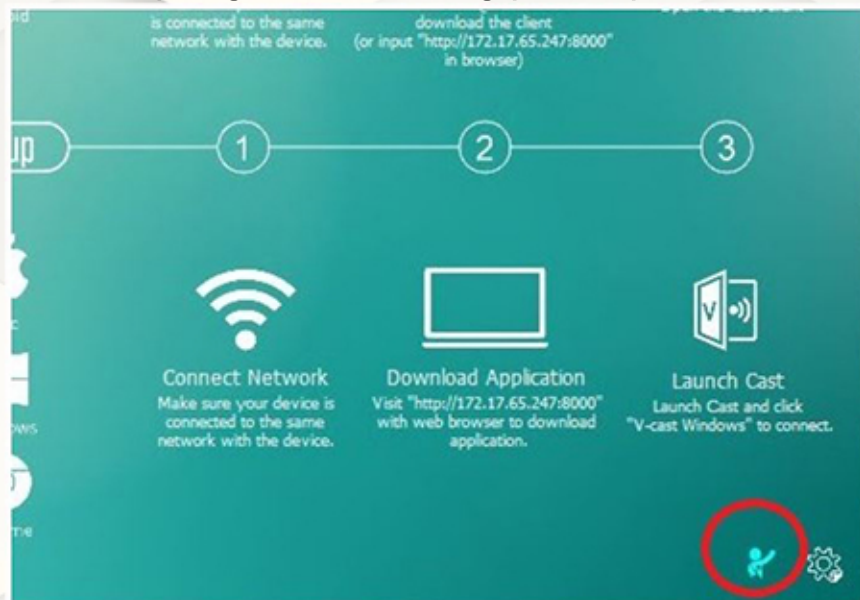 is connected to the same
network with the device.
download the client
(or input "http://172.17.65.247:8000"
in browser)
up
1
2
3
V
Connect Network
Make sure your device is
connected to the same
network with the device.
Download Application
Visit "http://172.17.65.247:8000"
with web browser to download
application.
Launch Cast
Launch Cast and click
"V-cast Windows" to connect.